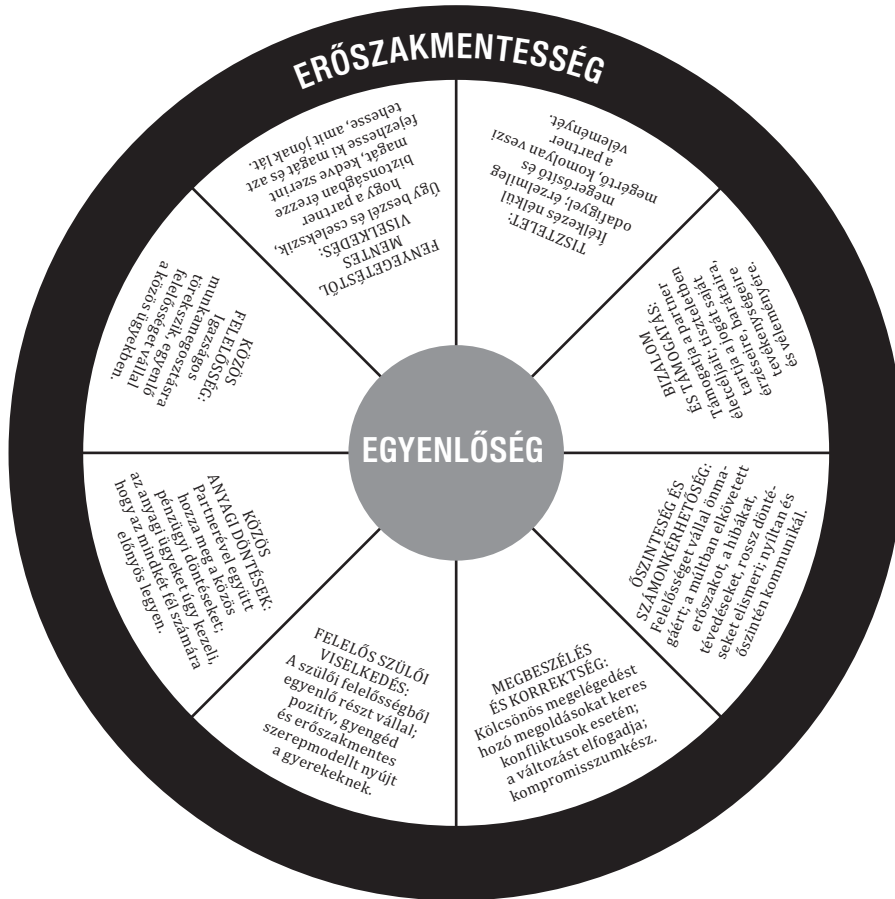 ERŐSZAKMENTESSÉG
EGYENLŐSÉG
TISZTELET:
Ítélkezés nélkül
odafigyel; érzelmileg
megerősítő és
megértő, komolyan veszi
a partner
véleményét.
BIZALOM
ÉS TÁMOGATÁS:
Támogatja a partner
életcéljait; tiszteletben
tartja a jogát saját
érzéseire, barátaira,
tevékenységeire
és véleményére.
ŐSZINTESÉG ÉS
SZÁMONKÉRHETŐSÉG:
Felelősséget vállal önma-
gáért; a múltban elkövetett
erőszakot, a hibákat,
tévedéseket, rossz dönté-
seket elismeri; nyíltan és
őszintén kommunikál.
MEGBESZÉLÉS
ÉS KORREKTSÉG:
Kölcsönös megelégedést
hozó megoldásokat keres
konfliktusok esetén;
a változást elfogadja;
kompromisszumkész.
FELELŐS SZÜLŐI
VISELKEDÉS:
A szülői felelősségből
egyenlő részt vállal;
pozitív, gyengéd
és erőszakmentes
szerepmodellt nyújt
a gyerekeknek.
KÖZÖS
ANYAGI DÖNTÉSEK:
Partnerével együtt
hozza meg a közös
pénzügyi döntéseket;
az anyagi ügyeket úgy kezeli,
hogy az mindkét fél számára
előnyös legyen.
KÖZÖS
FELELŐSSÉG:
Igazságos
munkamegosztásra
törekszik, egyenlő
felelősséget vállal
a közös ügyekben.
FENYEGETÉSTŐL
MENTES
VISELKEDÉS:
Úgy beszél és cselekszik,
hogy a partner
biztonságban érezze
magát, kedve szerint
fejezhesse ki magát és azt
tehesse, amit jónak lát.